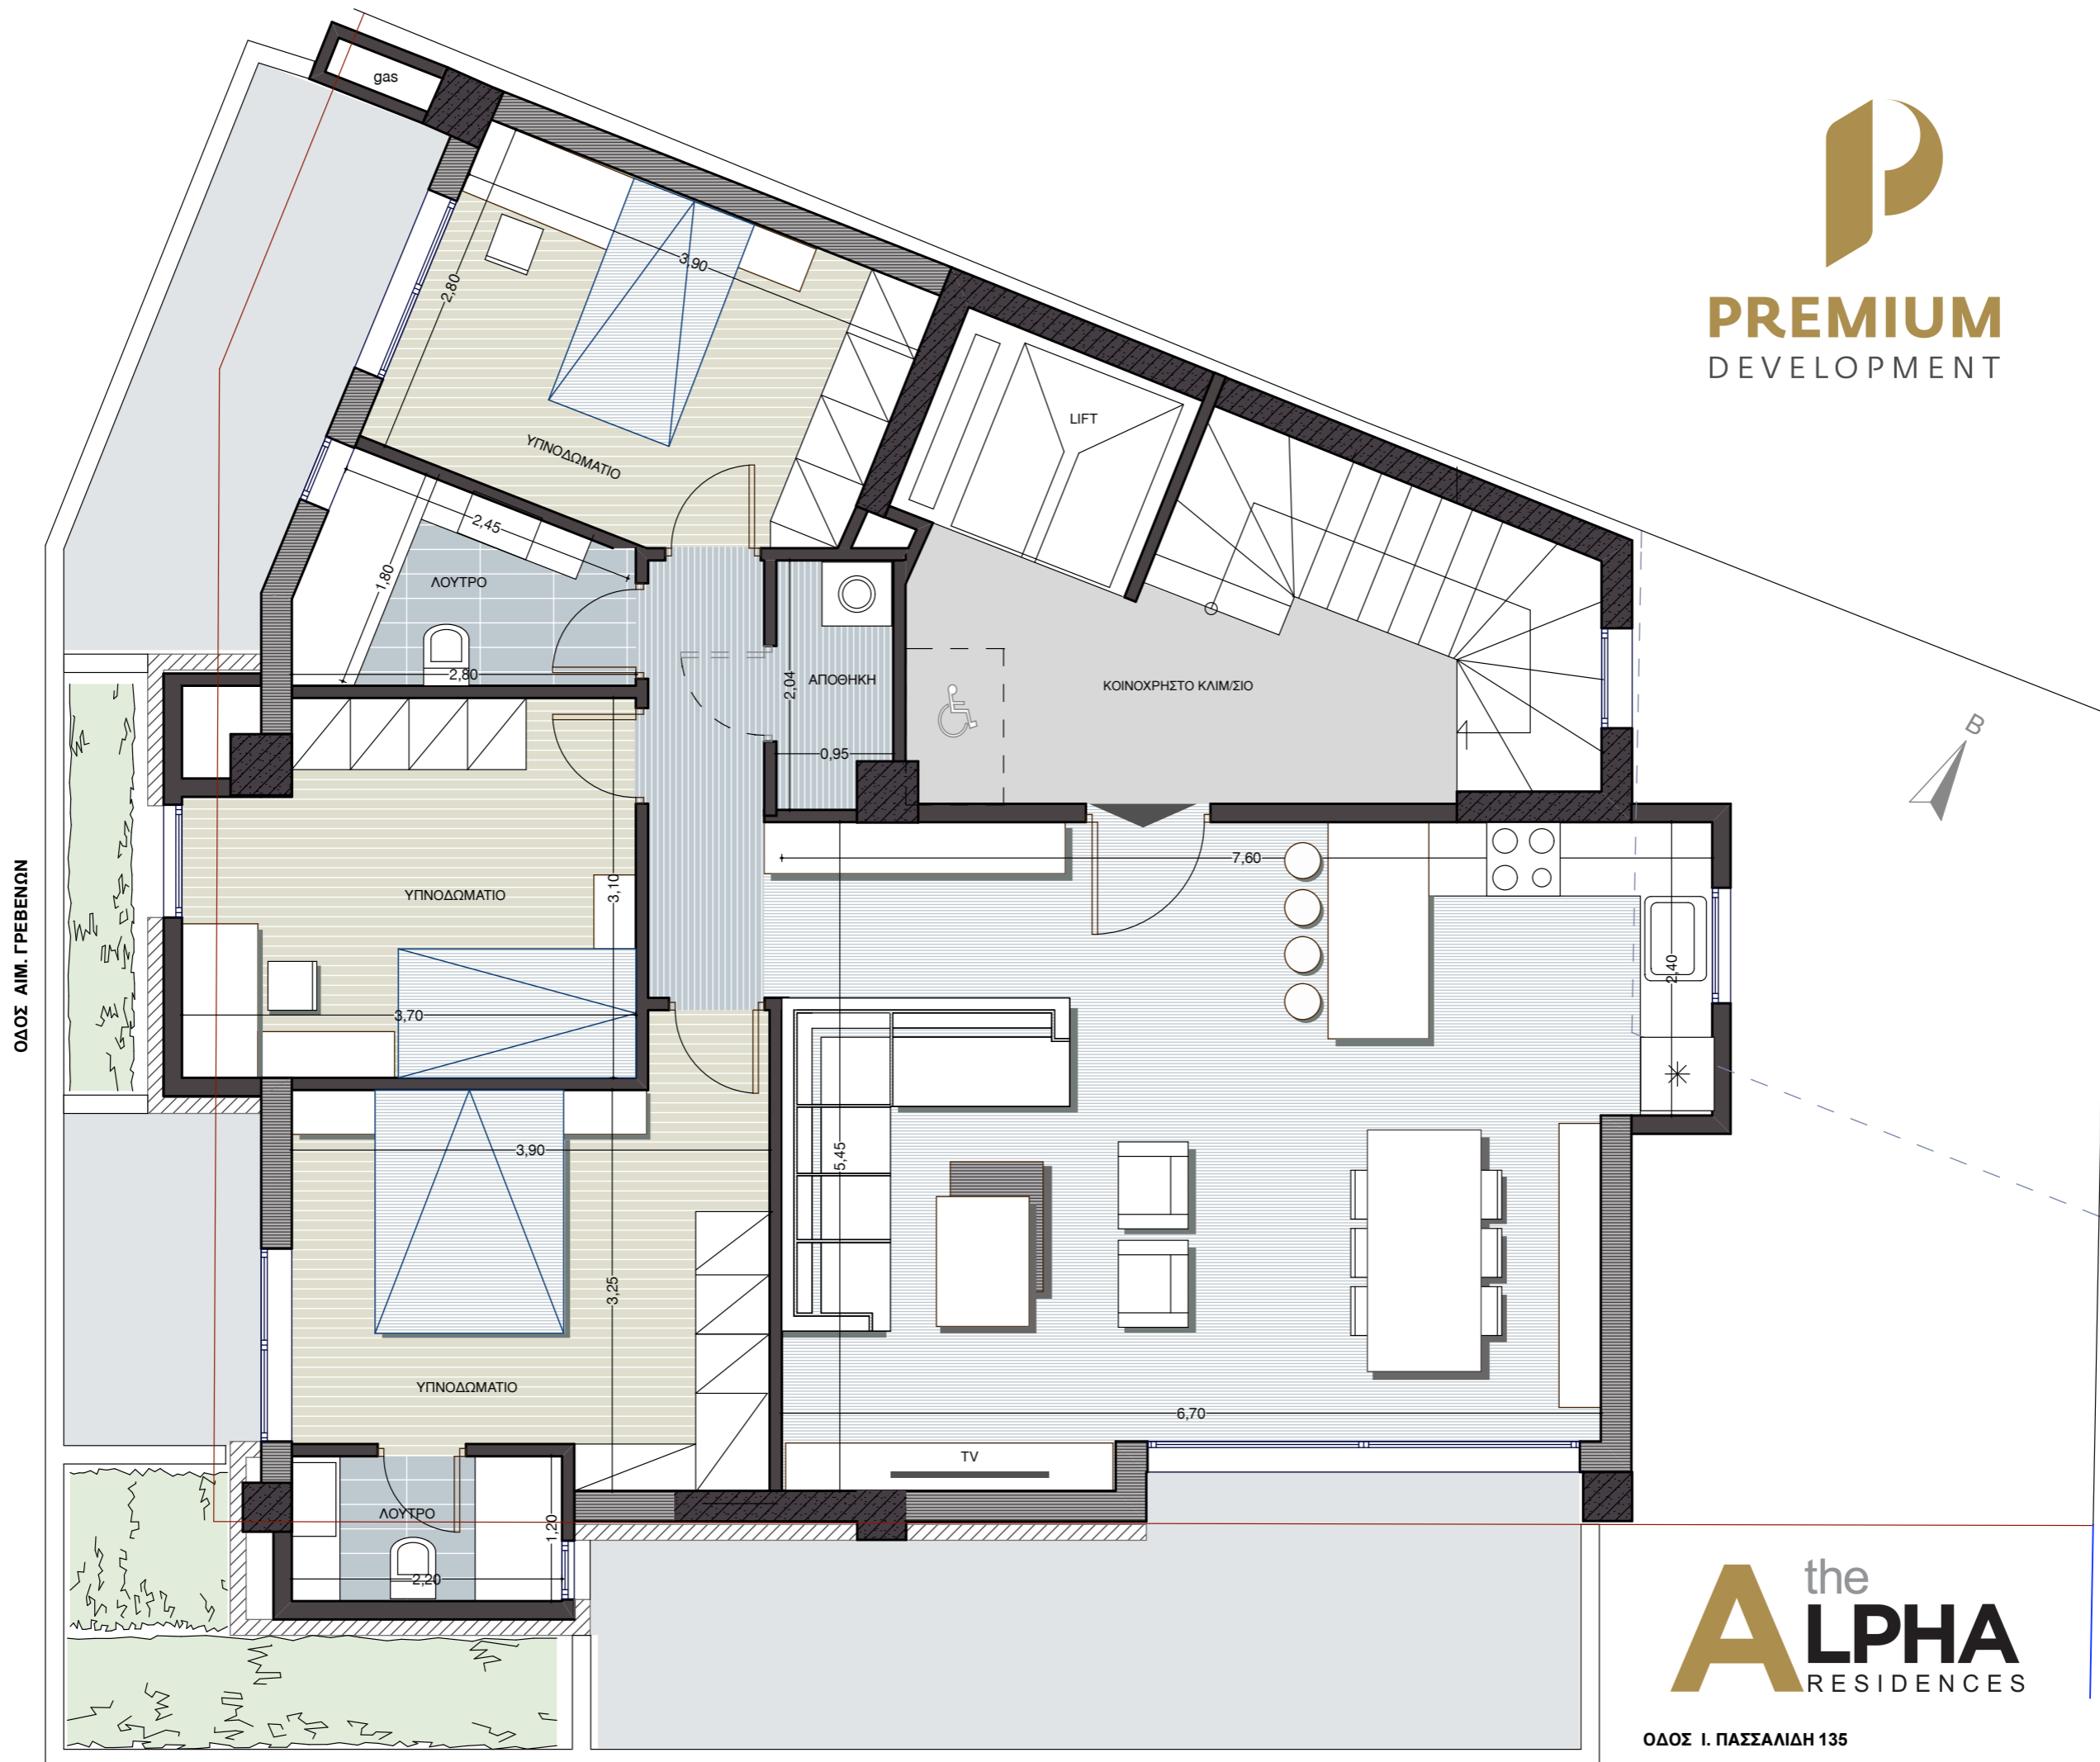 gas
PREMIUM
DEVELOPMENT
3,90
2,80
LIFT
ΥΠΝΟΔΩΜΑΤΙΟ
2,45
1,80
ΛΟΥΤΡΟ
2,80
2,04
ΑΠΟΘΗΚΗ
ΚΟΙΝΟΧΡΗΣΤΟ ΚΛΙΜ/ΣΙΟ
0,95
B
ΟΔΟΣ ΑΙΜ. ΓΡΕΒΕΝΩΝ
ΥΠΝΟΔΩΜΑΤΙΟ
3,10
7,60
2,40
3,70
3,90
5,45
3,25
ΥΠΝΟΔΩΜΑΤΙΟ
6,70
TV
ΛΟΥΤΡΟ
1,20
2,20
the
ALPHA
RESIDENCES
ΟΔΟΣ Ι. ΠΑΣΣΑΛΙΔΗ 135